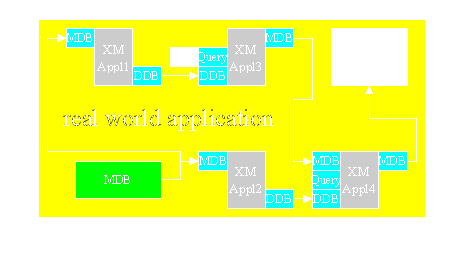 MDB
XM
Appl1
DDB
Query
DDB
XM
Appl3
MDB
real world application
MDB
MDB
XM
Appl2
DDB
MDB
Query
DDB
XM
Appl4
MDB